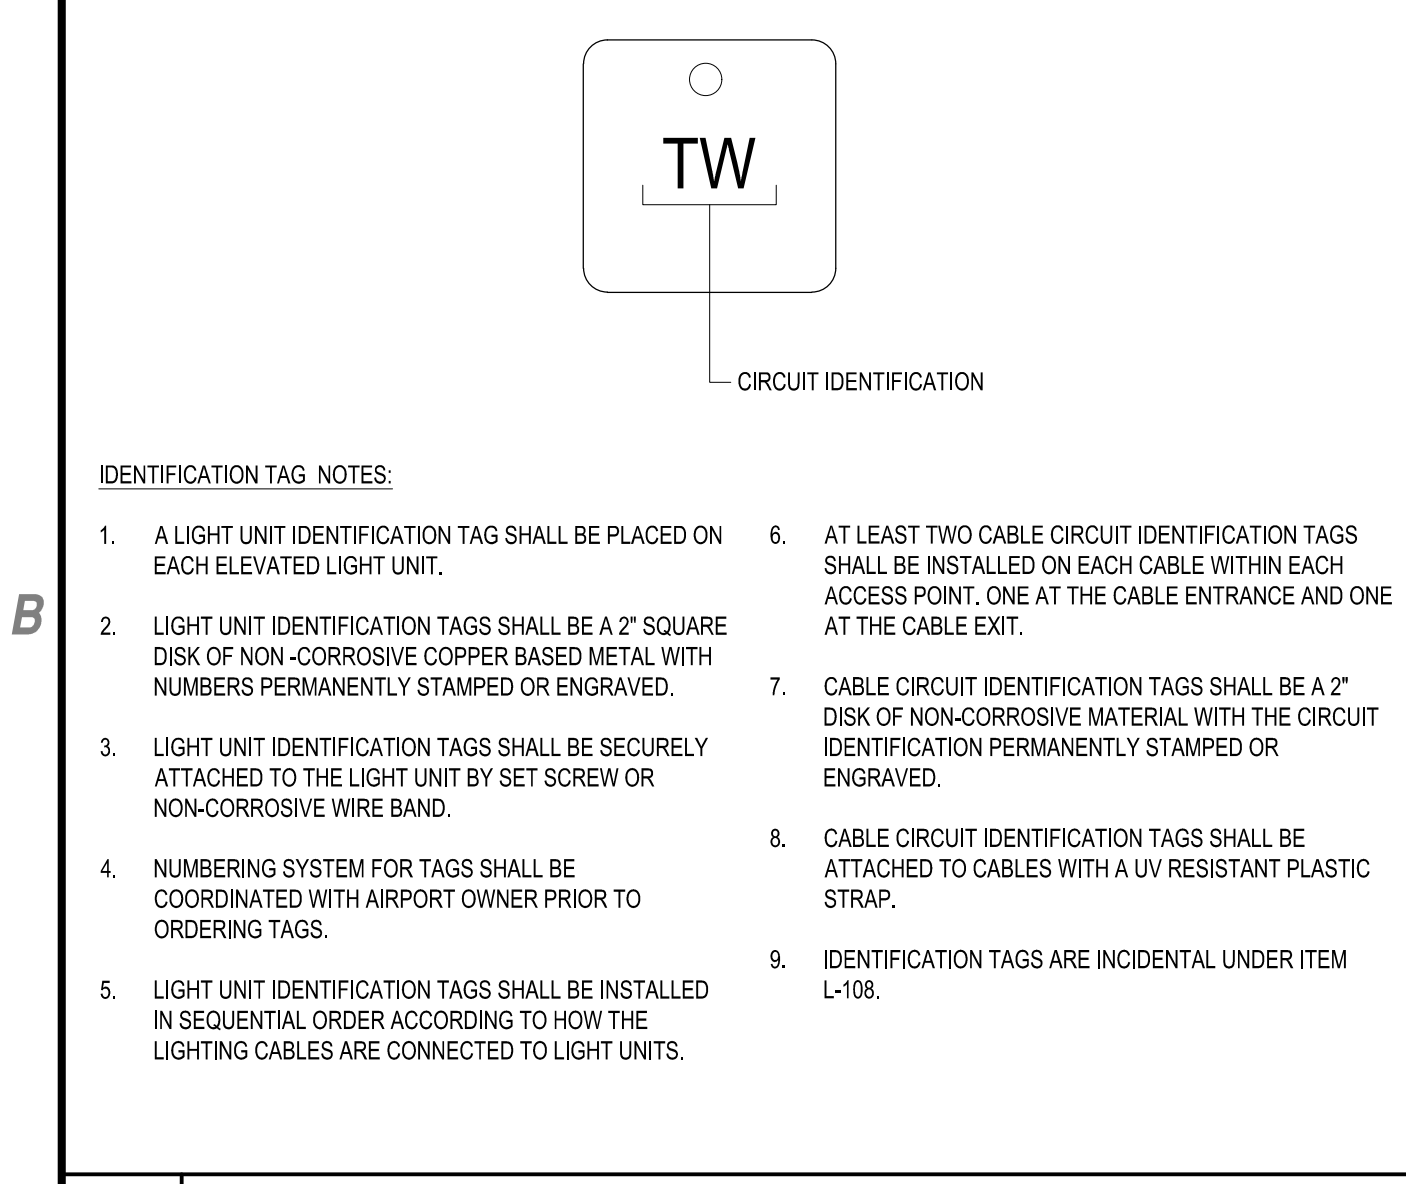 TW
CIRCUIT IDENTIFICATION
IDENTIFICATION TAG  NOTES:
1. A LIGHT UNIT IDENTIFICATION TAG SHALL BE PLACED ON
EACH ELEVATED LIGHT UNIT.
2. LIGHT UNIT IDENTIFICATION TAGS SHALL BE A 2" SQUARE
DISK OF NON -CORROSIVE COPPER BASED METAL WITH
NUMBERS PERMANENTLY STAMPED OR ENGRAVED.
3. LIGHT UNIT IDENTIFICATION TAGS SHALL BE SECURELY
ATTACHED TO THE LIGHT UNIT BY SET SCREW OR
NON-CORROSIVE WIRE BAND.
4. NUMBERING SYSTEM FOR TAGS SHALL BE
COORDINATED WITH AIRPORT OWNER PRIOR TO
ORDERING TAGS.
5. LIGHT UNIT IDENTIFICATION TAGS SHALL BE INSTALLED
IN SEQUENTIAL ORDER ACCORDING TO HOW THE
LIGHTING CABLES ARE CONNECTED TO LIGHT UNITS.
6. AT LEAST TWO CABLE CIRCUIT IDENTIFICATION TAGS
SHALL BE INSTALLED ON EACH CABLE WITHIN EACH
ACCESS POINT. ONE AT THE CABLE ENTRANCE AND ONE
AT THE CABLE EXIT.
7. CABLE CIRCUIT IDENTIFICATION TAGS SHALL BE A 2"
DISK OF NON-CORROSIVE MATERIAL WITH THE CIRCUIT
IDENTIFICATION PERMANENTLY STAMPED OR
ENGRAVED.
8. CABLE CIRCUIT IDENTIFICATION TAGS SHALL BE
ATTACHED TO CABLES WITH A UV RESISTANT PLASTIC
STRAP.
9. IDENTIFICATION TAGS ARE INCIDENTAL UNDER ITEM
L-108.
B